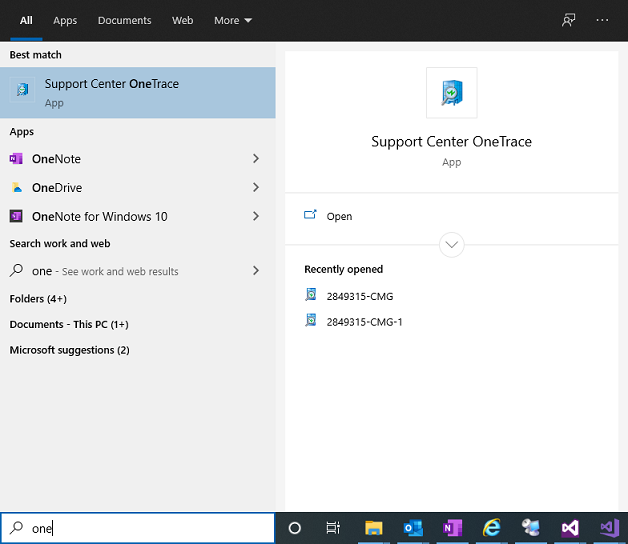 All Apps Documents Web More
Best match
Support Center OneTrace
App
Apps
OneNote
OneDrive
OneNote for Windows 10
Search work and web
one - See work and web results
Folders (4+)
Documents - This PC (1+)
Microsoft suggestions (2)
Support Center OneTrace
App
Open
Recently opened
2849315-CMG
2849315-CMG-1
one